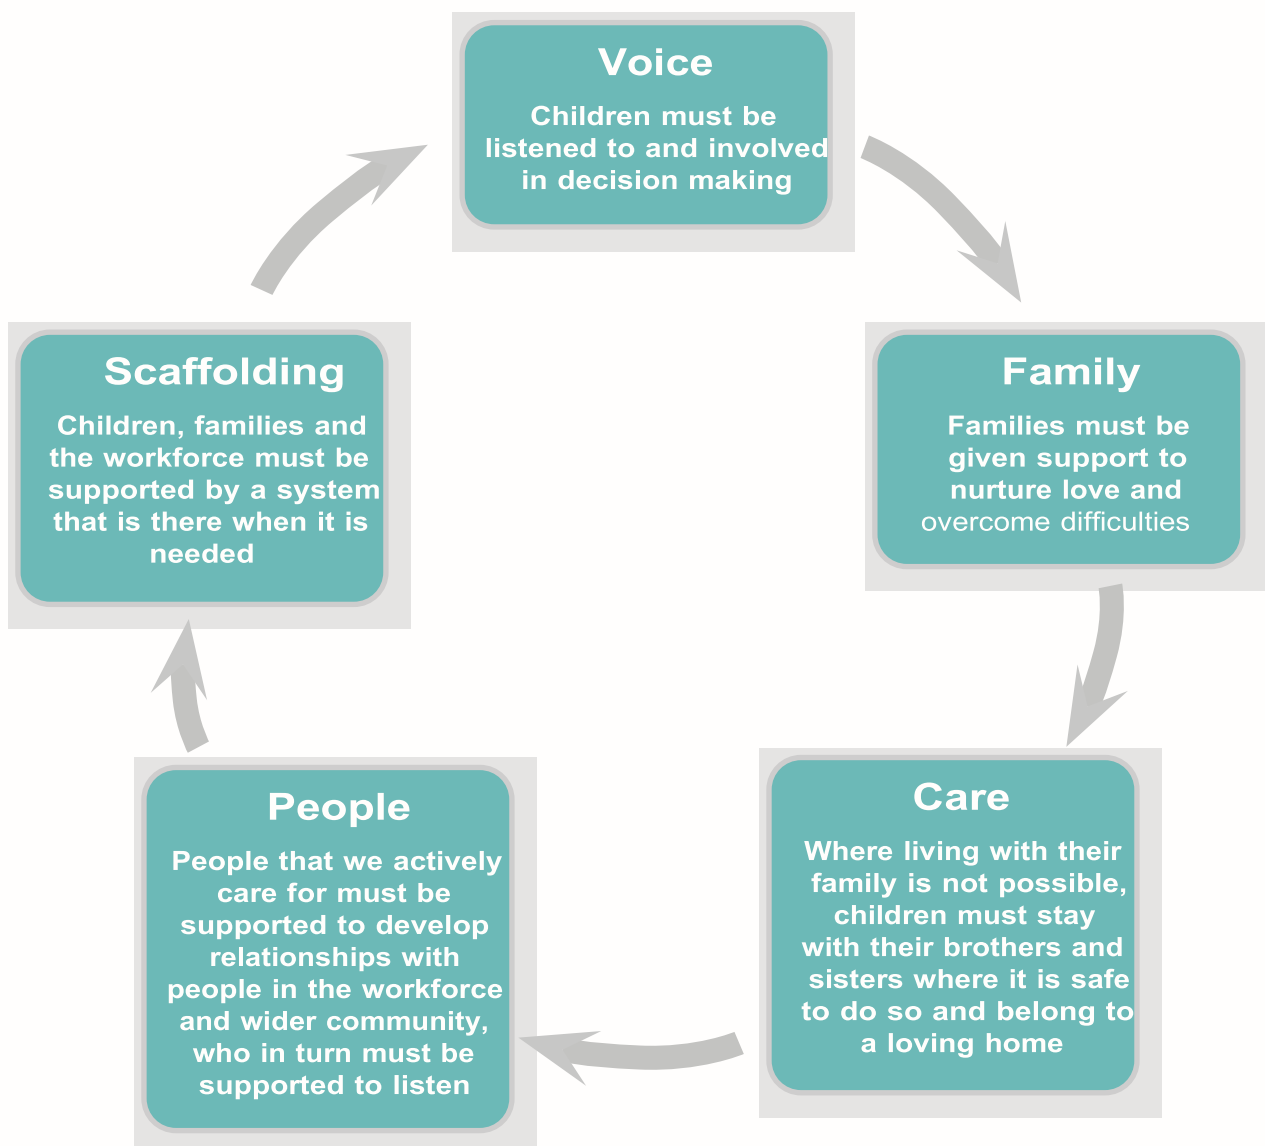 Voice
Children must be
listened to and involved
in decision making
Family
Families must be
given support to
nurture love and
overcome difficulties
Care
Where living with their
family is not possible,
children must stay
with their brothers and
sisters where it is safe
to do so and belong to
a loving home
People
People that we actively
care for must be
supported to develop
relationships with
people in the workforce
and wider community,
who in turn must be
supported to listen
Scaffolding
Children, families and
the workforce must be
supported by a system
that is there when it is
needed